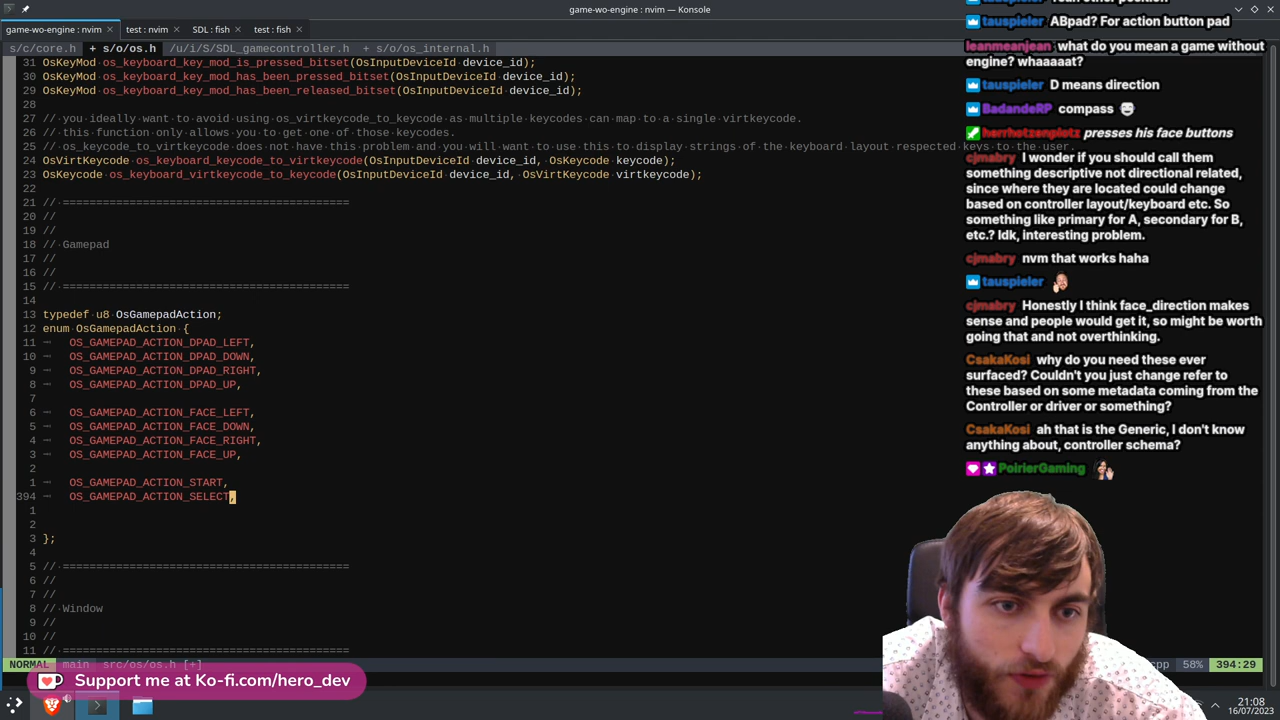 game-wo-engine : nvim — Konsole
game-wo-engine : nvim
test : nvim
SDL : fish
test : fish
s/c/core.h
+ s/o/os.h
/u/i/S/SDL_gamecontroller.h
+ s/o/os_internal.h
31 OsKeyMod os_keyboard_key_mod_is_pressed_bitset(OsInputDeviceId device_id);
30 OsKeyMod os_keyboard_key_mod_has_been_pressed_bitset(OsInputDeviceId device_id);
29 OsKeyMod os_keyboard_key_mod_has_been_released_bitset(OsInputDeviceId device_id);
28
27 // you ideally want to avoid using virtkeycode_to_keycode as multiple keycodes can map to a single virtkeycode.
26 // this function only allows you to get one of those keycodes.
25 // os_keycode_to_virtkeycode does not have this problem and you will want to use this to display strings of the keyboard layout respected keys to the user.
24 OsVirtKeycode os_keyboard_keycode_to_virtkeycode(OsInputDeviceId device_id, OsKeycode keycode);
23 OsKeycode os_keyboard_virtkeycode_to_keycode(OsInputDeviceId device_id, OsVirtKeycode virtkeycode);
22
21 // ===========================================
20 //
19 //
18 // Gamepad
17 //
16 //
15 // ===========================================
14
13 typedef u8 OsGamepadAction;
12 enum OsGamepadAction {
11 OS_GAMEPAD_ACTION_DPAD_LEFT,
10 OS_GAMEPAD_ACTION_DPAD_DOWN,
9 OS_GAMEPAD_ACTION_DPAD_RIGHT,
8 OS_GAMEPAD_ACTION_DPAD_UP,
7
6 OS_GAMEPAD_ACTION_FACE_LEFT,
5 OS_GAMEPAD_ACTION_FACE_DOWN,
4 OS_GAMEPAD_ACTION_FACE_RIGHT,
3 OS_GAMEPAD_ACTION_FACE_UP,
2
1 OS_GAMEPAD_ACTION_START,
394 OS_GAMEPAD_ACTION_SELECT,
1
2
3 };
4
5 // ===========================================
6 //
7 //
8 // Window
9 //
10 //
11 // ===========================================
NORMAL main src/os/os.h [+]
cpp 58% 394:29
Support me at Ko-fi.com/hero_dev
21:08
16/07/2023
tauspieler ABpad? For action button pad
leanmeanjean what do you mean a game without
engine? whaaaaat?
tauspieler D means direction
BadandeRP compass
herrhotzenplotz presses his face buttons
cjmabry I wonder if you should call them
something descriptive not directional related,
since where they are located could change
based on controller layout/keyboard etc. So
something like primary for A, secondary for B,
etc.? Idk, interesting problem.
cjmabry nvm that works haha
tauspieler
cjmabry Honestly I think face_direction makes
sense and people would get it, so might be worth
going that and not overthinking.
CsakaKosi why do you need these ever
surfaced? Couldn't you just change refer to
these based on some metadata coming from the
Controller or driver or something?
CsakaKosi ah that is the Generic, I don't know
anything about, controller schema?
PoirierGaming